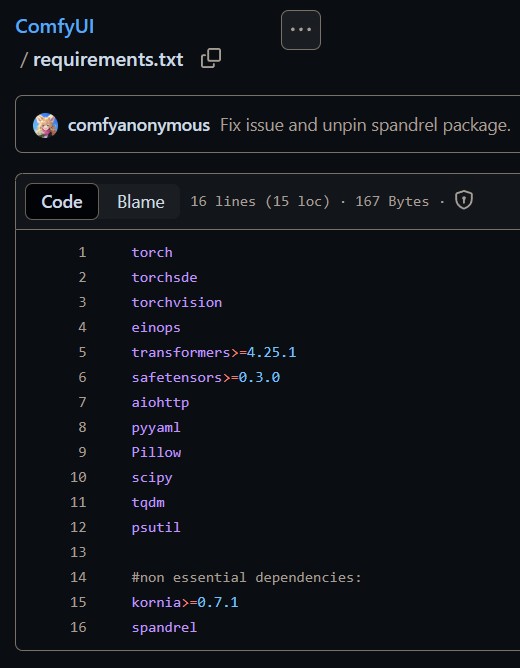 ComfyUI
/ requirements.txt
comfyanonymous Fix issue and unpin spandrel package.
Code Blame 16 lines (15 loc) · 167 Bytes ·
1 torch
2 torchsde
3 torchvision
4 einops
5 transformers>=4.25.1
6 safetensors>=0.3.0
7 aiohttp
8 pyyaml
9 Pillow
10 scipy
11 tqdm
12 psutil
13
14 #non essential dependencies:
15 kornia>=0.7.1
16 spandrel